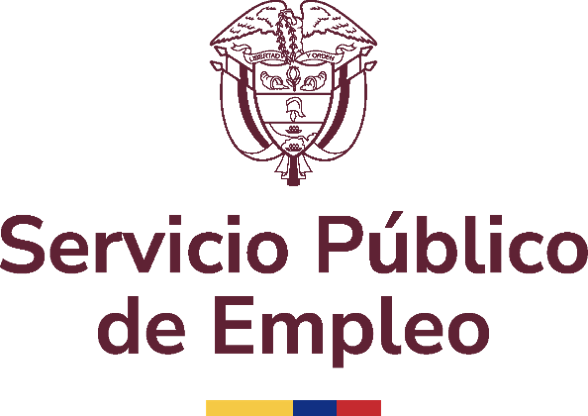 LIBERTAD Y ORDEN
Servicio Público
de Empleo